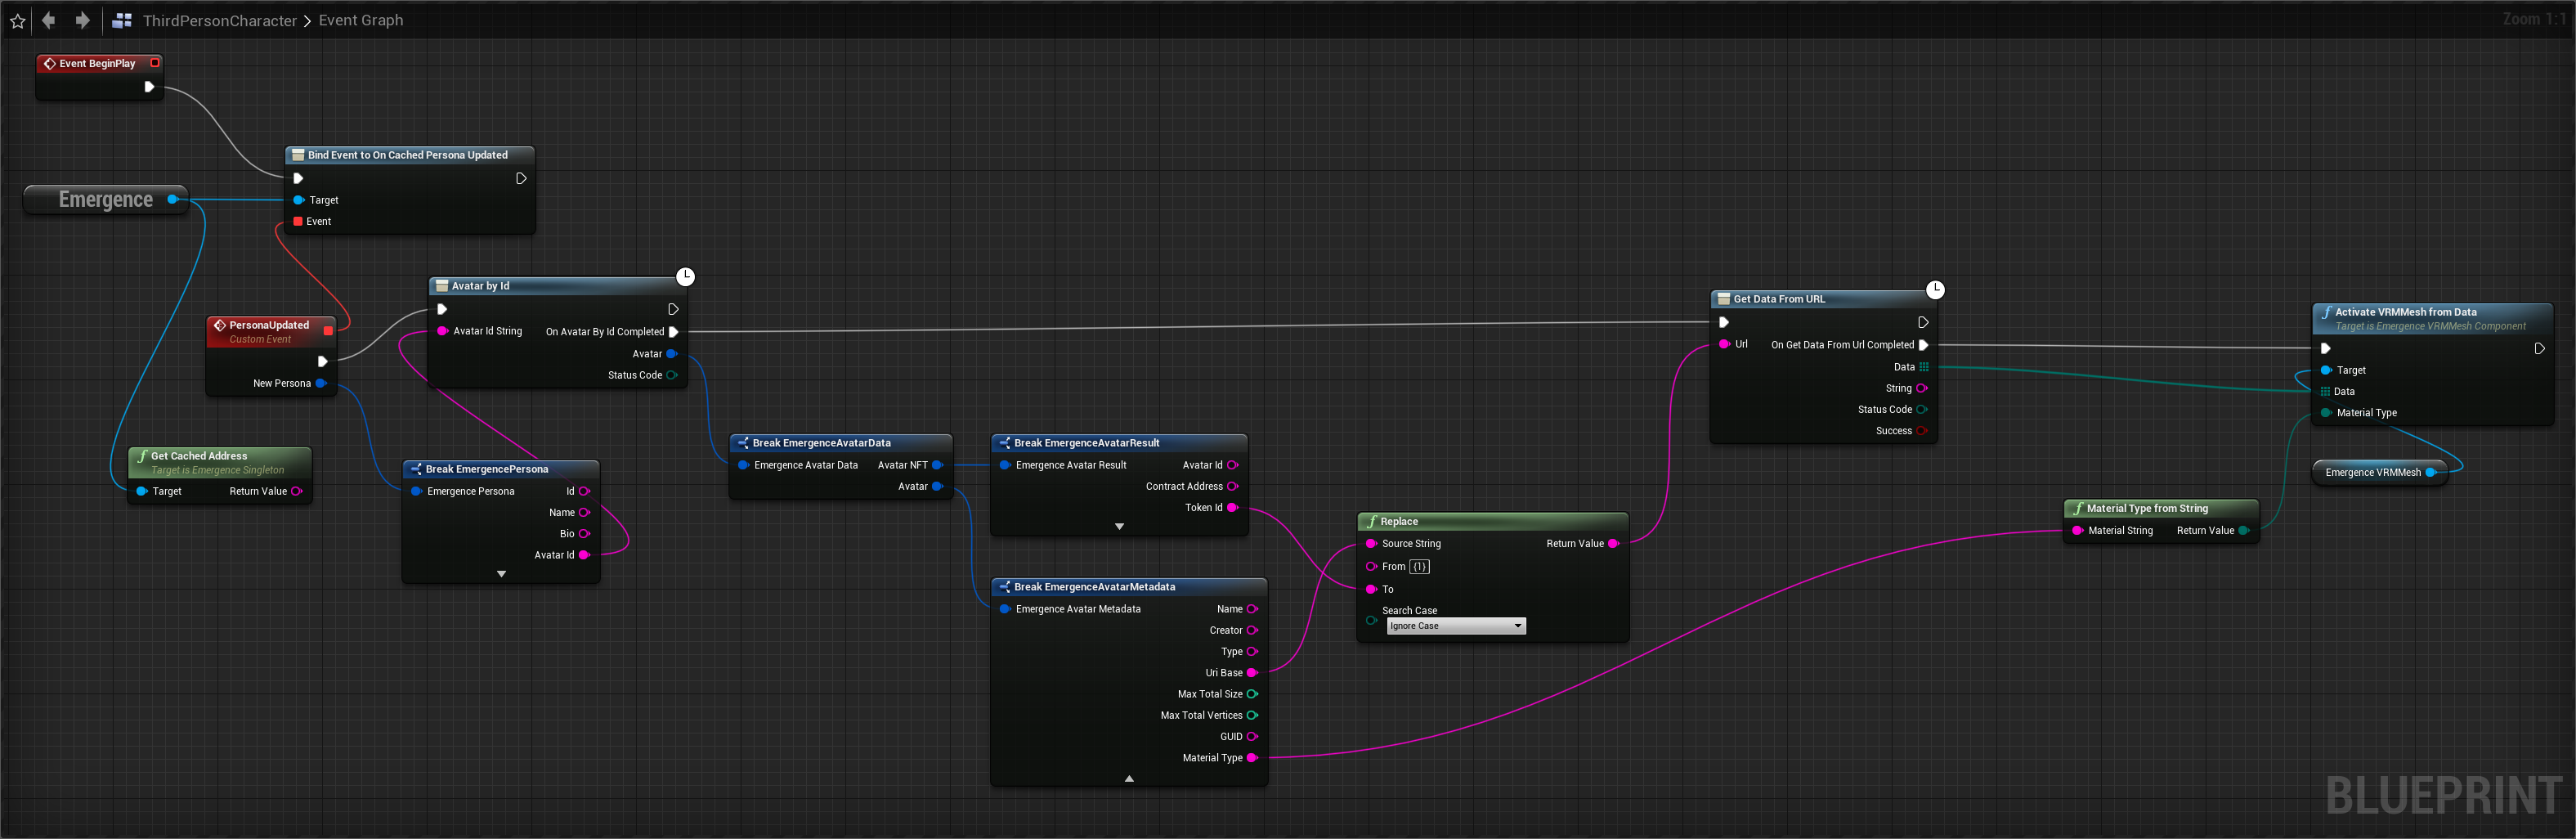 ThirdPersonCharacter > Event Graph
Zoom 1:1
Event BeginPlay
Bind Event to On Cached Persona Updated
Target
Event
Emergence
PersonaUpdated
Custom Event
New Persona
Get Cached Address
Target is Emergence Singleton
Target Return Value
Avatar by Id
Avatar Id String On Avatar By Id Completed
Avatar
Status Code
Break EmergencePersona
Emergence Persona Id
Name
Bio
Avatar Id
Break EmergenceAvatarData
Emergence Avatar Data Avatar NFT
Avatar
Break EmergenceAvatarResult
Emergence Avatar Result Avatar Id
Contract Address
Token Id
Break EmergenceAvatarMetadata
Emergence Avatar Metadata Name
Creator
Type
Uri Base
Max Total Size
Max Total Vertices
GUID
Material Type
Replace
Source String Return Value
From {1}
To
Search Case
Ignore Case
Get Data From URL
Url On Get Data From Url Completed
Data
String
Status Code
Success
Activate VRMMesh from Data
Target is Emergence VRMMesh Component
Target
Data
Material Type
Emergence VRMMesh
Material Type from String
Material String Return Value
BLUEPRINT